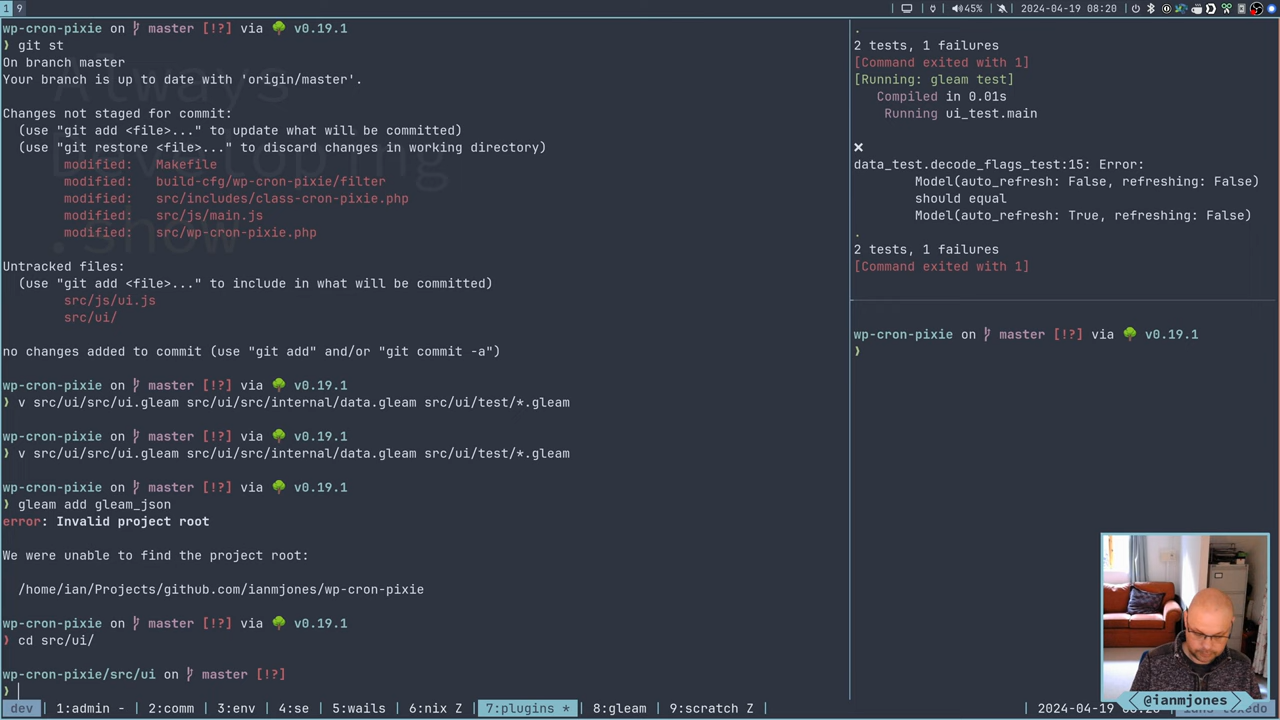 1 9
45% 2024-04-19 08:20
wp-cron-pixie on master [!?] via v0.19.1
❯ git st
On branch master
Your branch is up to date with 'origin/master'.
Changes not staged for commit:
(use "git add <file>..." to update what will be committed)
(use "git restore <file>..." to discard changes in working directory)
modified: Makefile
modified: build-cfg/wp-cron-pixie/filter
modified: src/includes/class-cron-pixie.php
modified: src/js/main.js
modified: src/wp-cron-pixie.php
Untracked files:
(use "git add <file>..." to include in what will be committed)
src/js/ui.js
src/ui/
no changes added to commit (use "git add" and/or "git commit -a")
wp-cron-pixie on master [!?] via v0.19.1
❯ v src/ui/src/ui.gleam src/ui/src/internal/data.gleam src/ui/test/*.gleam
wp-cron-pixie on master [!?] via v0.19.1
❯ v src/ui/src/ui.gleam src/ui/src/internal/data.gleam src/ui/test/*.gleam
wp-cron-pixie on master [!?] via v0.19.1
❯ gleam add gleam_json
error: Invalid project root
We were unable to find the project root:
/home/ian/Projects/github.com/ianmjones/wp-cron-pixie
wp-cron-pixie on master [!?] via v0.19.1
❯ cd src/ui/
wp-cron-pixie/src/ui on master [!?]
❯
Always
Developing
.show
.
2 tests, 1 failures
[Command exited with 1]
[Running: gleam test]
Compiled in 0.01s
Running ui_test.main
×
data_test.decode_flags_test:15: Error:
Model(auto_refresh: False, refreshing: False)
should equal
Model(auto_refresh: True, refreshing: False)
.
2 tests, 1 failures
[Command exited with 1]
wp-cron-pixie on master [!?] via v0.19.1
❯
@ianmjones
dev 1:admin - 2:comm 3:env 4:se 5:wails 6:nix Z 7:plugins * 8:gleam 9:scratch Z 2024-04-19